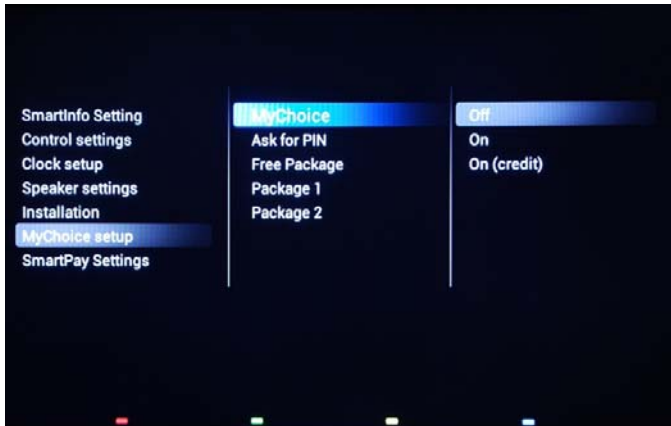 SmartInfo Setting
Control settings
Clock setup
Speaker settings
Installation
MyChoice setup
SmartPay Settings
MyChoice
Ask for PIN
Free Package
Package 1
Package 2
Off
On
On (credit)